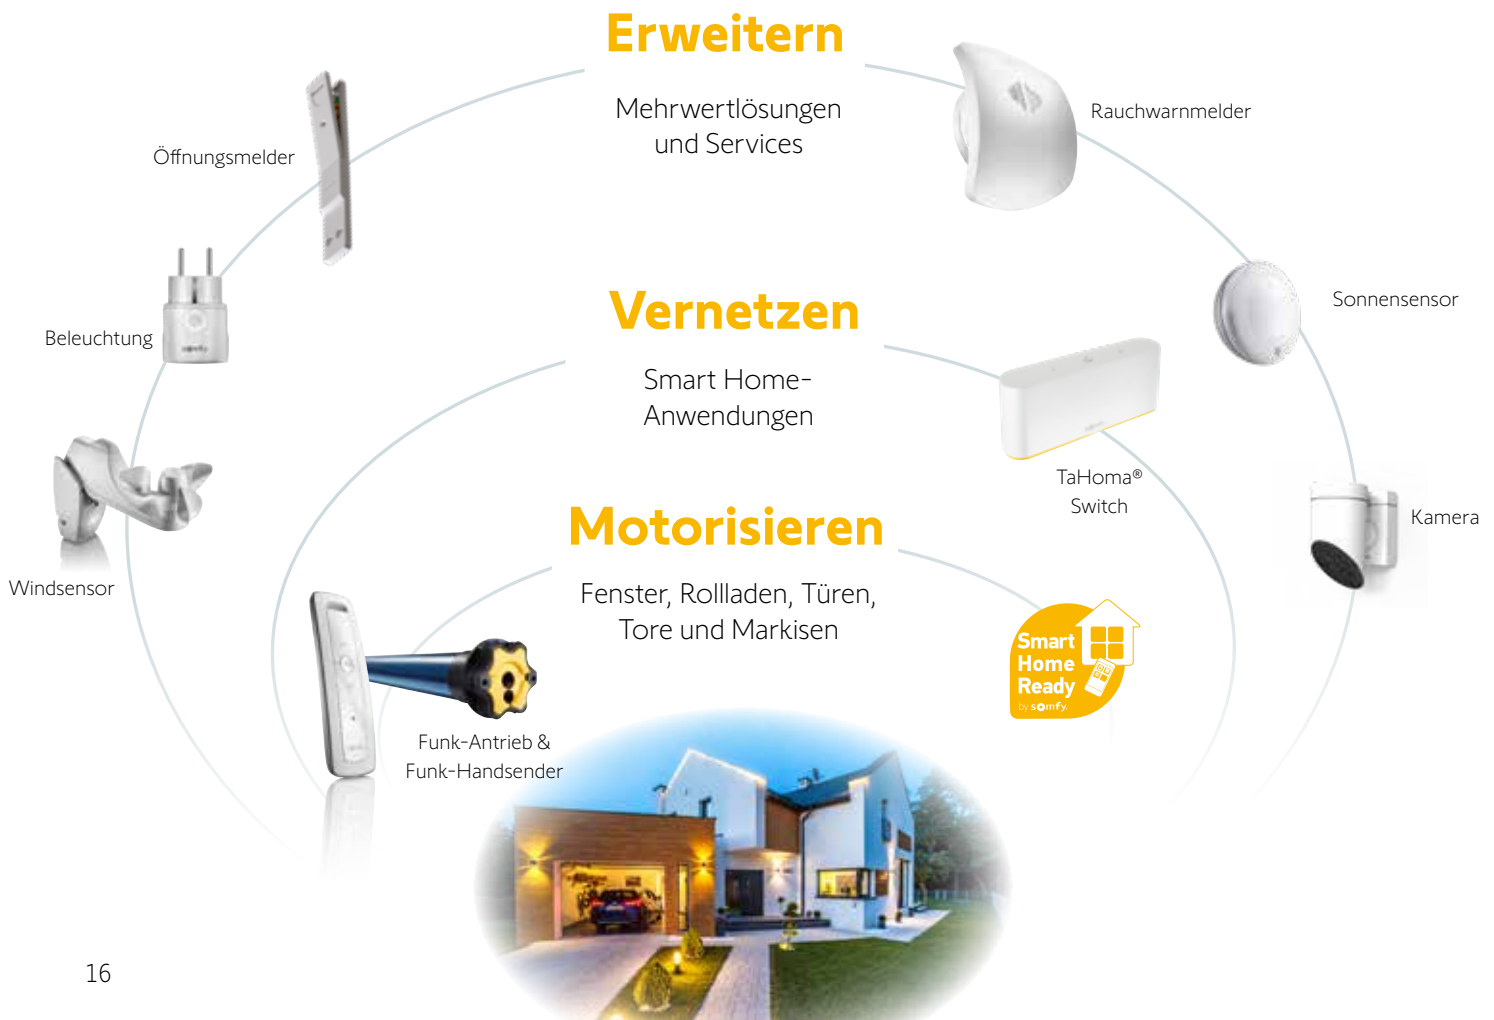 Erweitern
Mehrwertlösungen
und Services
Rauchwarnmelder
Öffnungsmelder
Vernetzen
Sonnensensor
Beleuchtung
somfy
Smart Home-
Anwendungen
TaHoma®
Switch
Kamera
Motorisieren
Windsensor
Fenster, Rollladen, Türen,
Tore und Markisen
Smart
Home
Ready
by somfy.
Funk-Antrieb &
Funk-Handsender
16